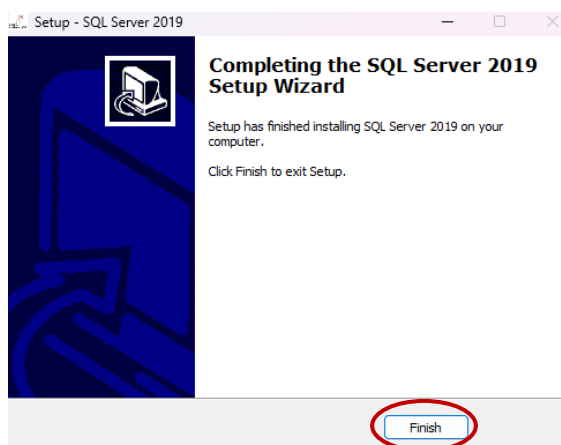 Setup - SQL Server 2019
Completing the SQL Server 2019
Setup Wizard
Setup has finished installing SQL Server 2019 on your
computer.
Click Finish to exit Setup.
Finish